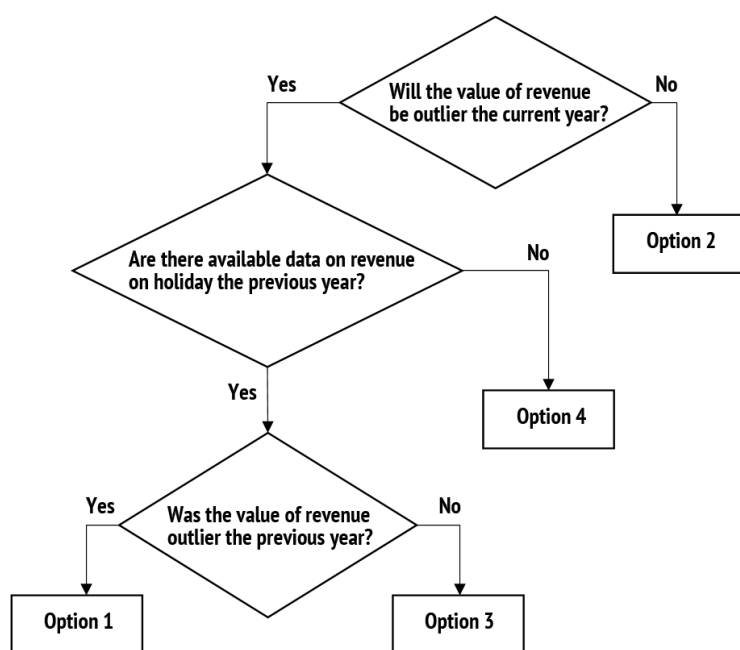 Yes
Will the value of revenue
be outlier the current year?
No
Option 2
Are there available data on revenue
on holiday the previous year?
No
Yes
Option 4
Yes
Was the value of revenue
outlier the previous year?
No
Option 1
Option 3